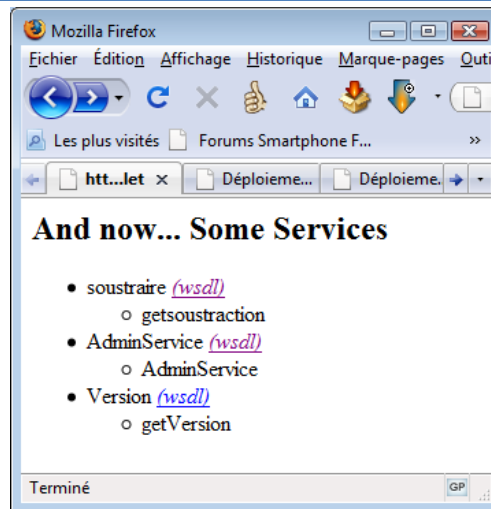 Mozilla Firefox
Fichier Édition Affichage Historique Marque-pages Outi
Les plus visités Forums Smartphone F... »
htt...let Déploieme... Déploieme.
And now... Some Services
soustraire (wsdl)
getsoustraction
AdminService (wsdl)
AdminService
Version (wsdl)
getVersion
Terminé GP